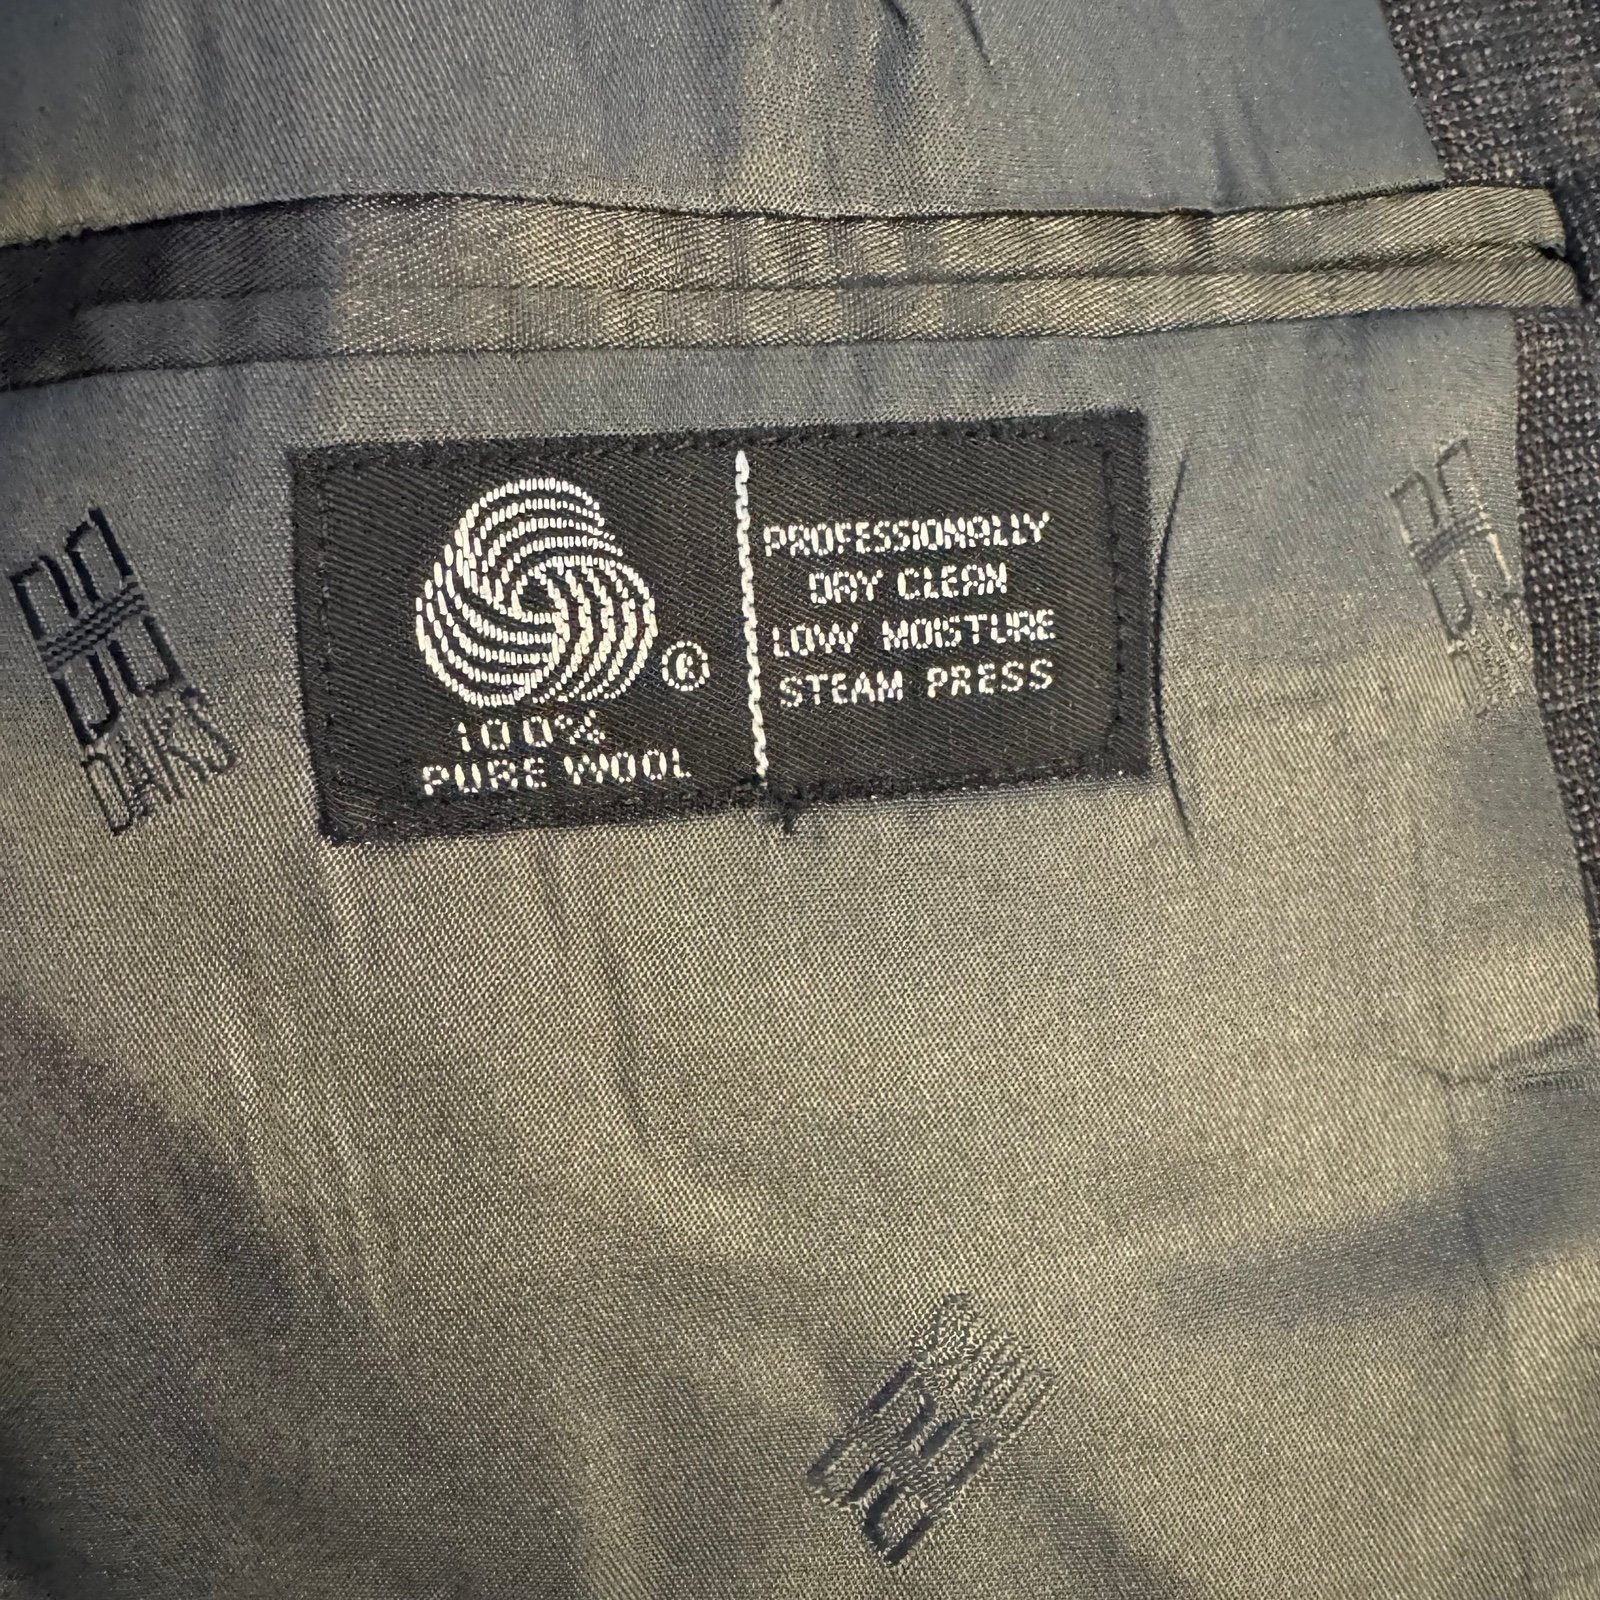 100%
PURE WOOL
®
PROFESSIONALLY
DRY CLEAN
LOW MOISTURE
STEAM PRESS
DAKS